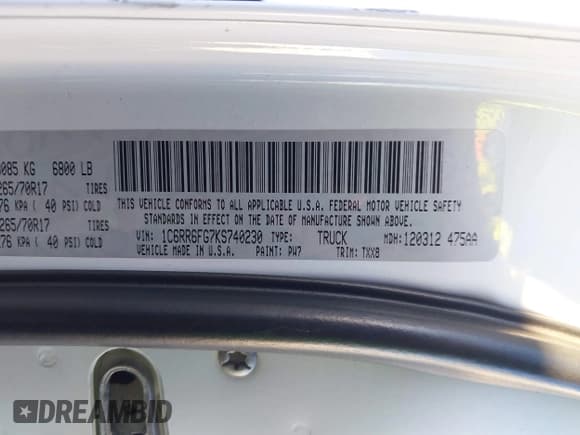 085 KG 6800 LB
265/70R17 TIRES
76 KPA ( 40 PSI) COLD
265/70R17 TIRES
276 KPA ( 40 PSI) COLD
THIS VEHICLE CONFORMS TO ALL APPLICABLE U.S.A. FEDERAL MOTOR VEHICLE SAFETY
STANDARDS IN EFFECT ON THE DATE OF MANUFACTURE SHOWN ABOVE.
VIN: 1C6RR6FG7KS740230 TYPE: TRUCK MDH: 120312 475AA
VEHICLE MADE IN U.S.A. PAINT: PW7 TRIM: TXX8
DREAMBID